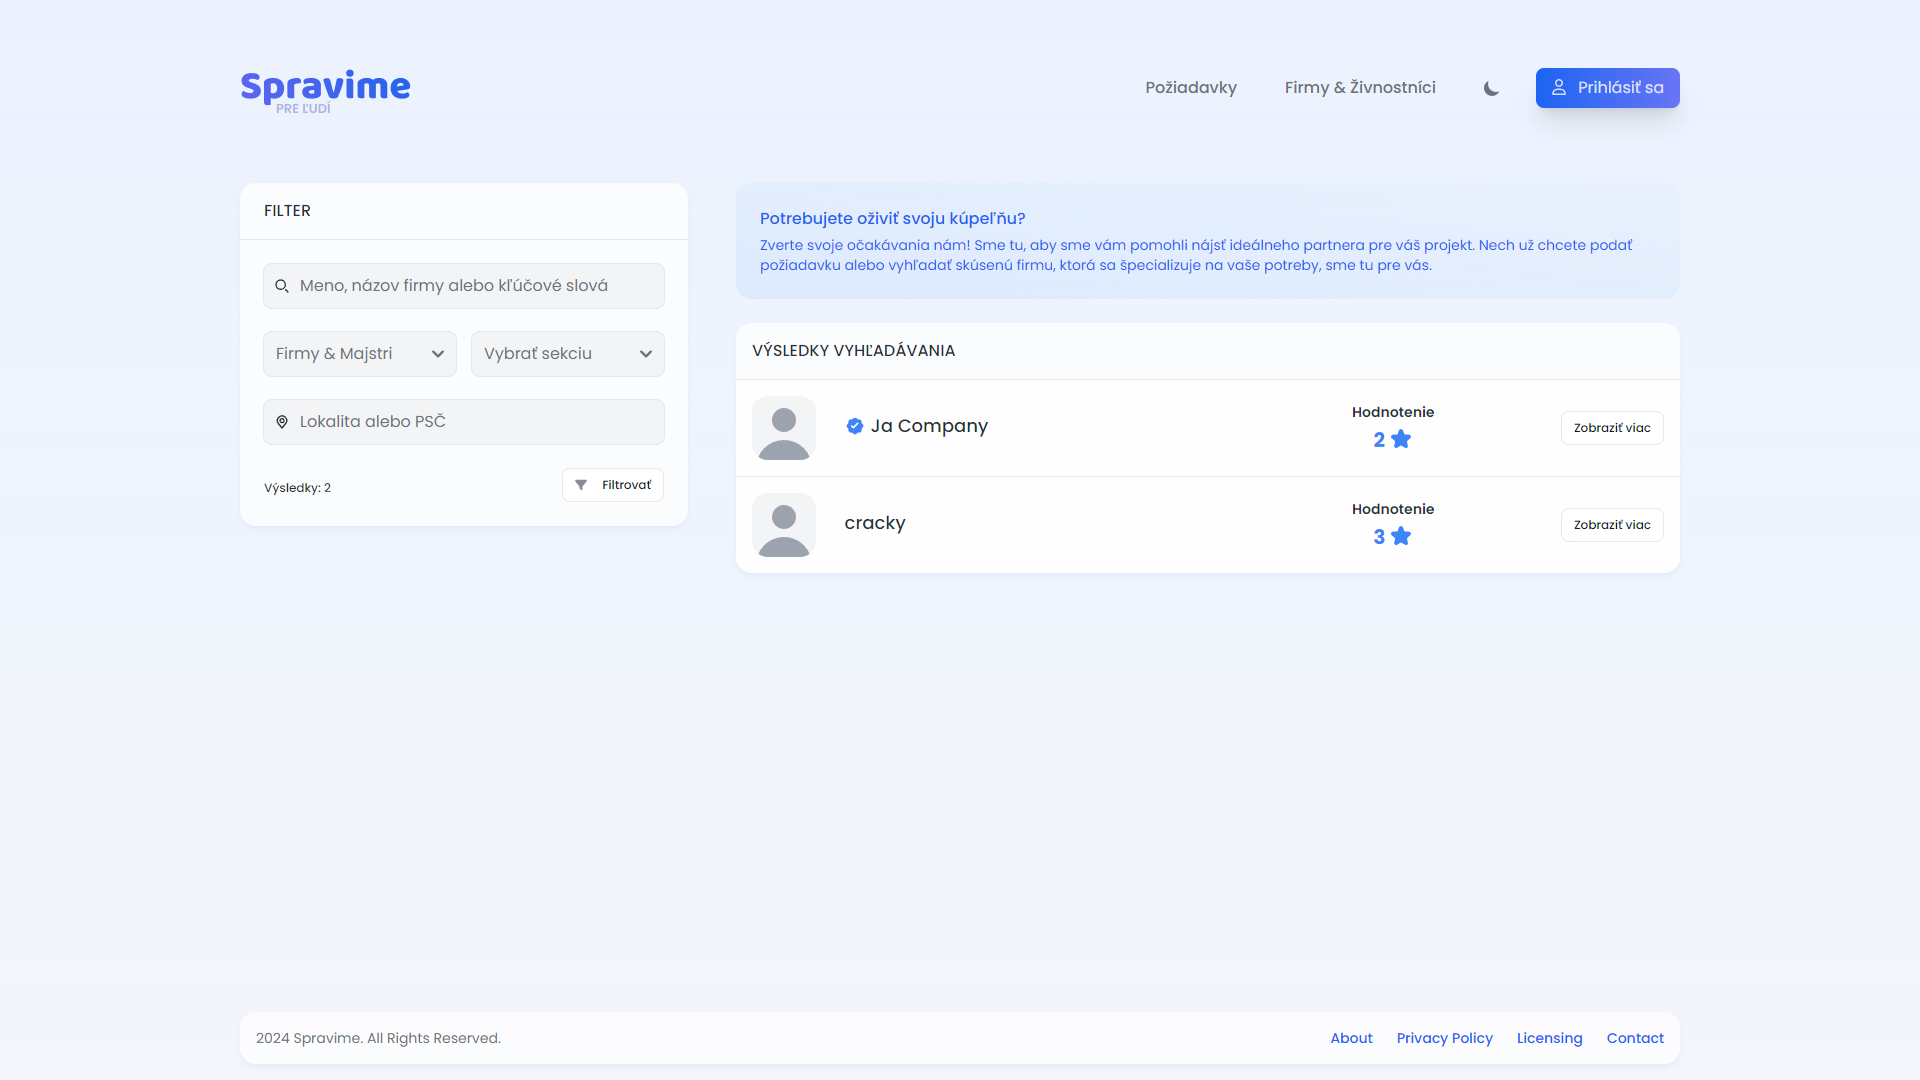 Spravime
PRE ĽUDÍ
Požiadavky
Firmy & Živnostníci
Prihlásiť sa
FILTER
Meno, názov firmy alebo kľúčové slová
Firmy & Majstri
Vybrať sekciu
Lokalita alebo PSČ
Výsledky: 2
Filtrovať
Potrebujete oživiť svoju kúpeľňu?
Zverte svoje očakávania nám! Sme tu, aby sme vám pomohli nájsť ideálneho partnera pre váš projekt. Nech už chcete podať
požiadavku alebo vyhľadať skúsenú firmu, ktorá sa špecializuje na vaše potreby, sme tu pre vás.
VÝSLEDKY VYHĽADÁVANIA
Ja Company
Hodnotenie
2
Zobraziť viac
cracky
Hodnotenie
3
Zobraziť viac
2024 Spravime. All Rights Reserved.
About
Privacy Policy
Licensing
Contact